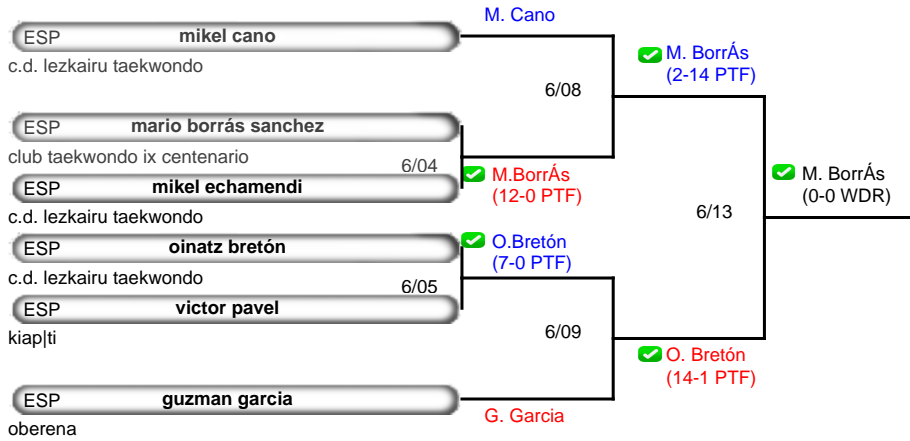 M. Cano
ESP mikel cano
c.d. lezkairu taekwondo
M. BorrÁs
(2-14 PTF)
6/08
ESP mario borrás sanchez
club taekwondo ix centenario
6/04
M.BorrÁs
(12-0 PTF)
ESP mikel echamendi
c.d. lezkairu taekwondo
M. BorrÁs
(0-0 WDR)
6/13
ESP oinatz bretón
c.d. lezkairu taekwondo
O.Bretón
(7-0 PTF)
6/05
ESP victor pavel
kiap|ti
6/09
O. Bretón
(14-1 PTF)
ESP guzman garcia
oberena
G. Garcia